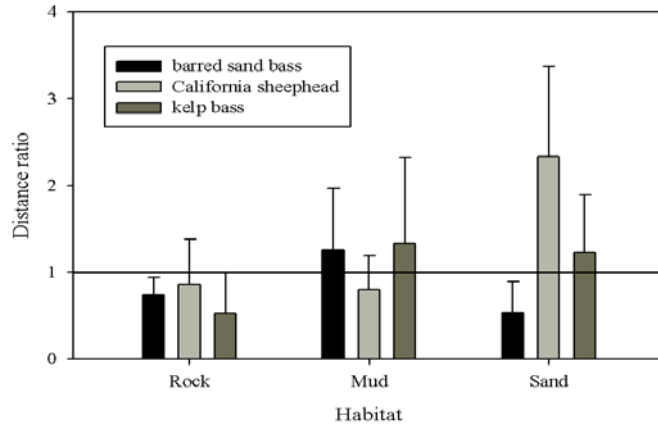 4
3
2
1
0
Distance ratio
barred sand bass
California sheephead
kelp bass
Rock Mud Sand
Habitat